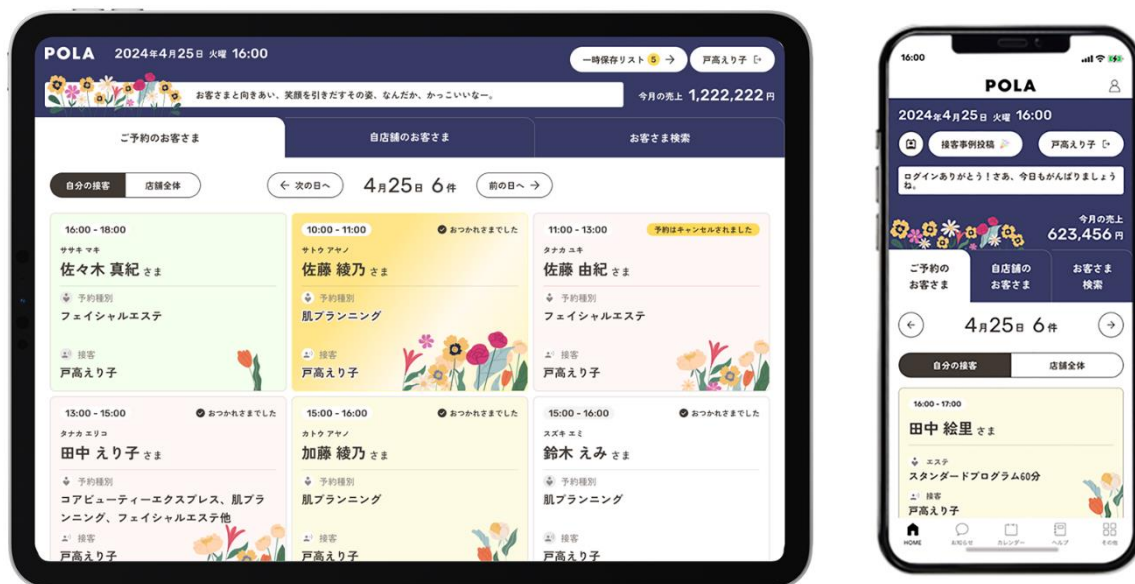 POLA 2024年4月25日 火曜 16:00
一時保存リスト 5 →
戸高えり子
お客さまと向きあい、笑顔を引きだすその姿、なんだか、かっこいいなー。
今月の売上 1,222,222 円
ご予約のお客さま
自店舗のお客さま
お客さま検索
自分の接客
店舗全体
← 次の日へ
4月25日 6件
前の日へ →
16:00 - 18:00
ササキ マキ
佐々木 真紀 さま
予約種別
フェイシャルエステ
接客
戸高えり子
10:00 - 11:00
おつかれさまでした
サトウ アヤノ
佐藤 綾乃 さま
予約種別
肌プランニング
接客
戸高えり子
11:00 - 13:00
予約はキャンセルされました
タナカ ユキ
佐藤 由紀 さま
予約種別
フェイシャルエステ
接客
戸高えり子
13:00 - 15:00
おつかれさまでした
タナカ エリコ
田中 えり子 さま
予約種別
コアビューティーエクスプレス、肌プラ
ンニング、フェイシャルエステ他
接客
戸高えり子
15:00 - 16:00
おつかれさまでした
カトウ アヤノ
加藤 綾乃 さま
予約種別
肌プランニング
接客
戸高えり子
15:00 - 16:00
おつかれさまでした
スズキ エミ
鈴木 えみ さま
予約種別
肌プランニング
接客
戸高えり子
16:00
POLA
2024年4月25日 火曜 16:00
接客事例投稿
戸高えり子
ログインありがとう！さあ、今日もがんばりましょう
ね。
今月の売上
623,456 円
ご予約の
お客さま
自店舗の
お客さま
お客さま
検索
←
4月25日 6件
→
自分の接客
店舗全体
16:00 - 17:00
田中 絵里 さま
エステ
スタンダードプログラム60分
接客
戸高えり子
HOME
お知らせ
カレンダー
ヘルプ
その他